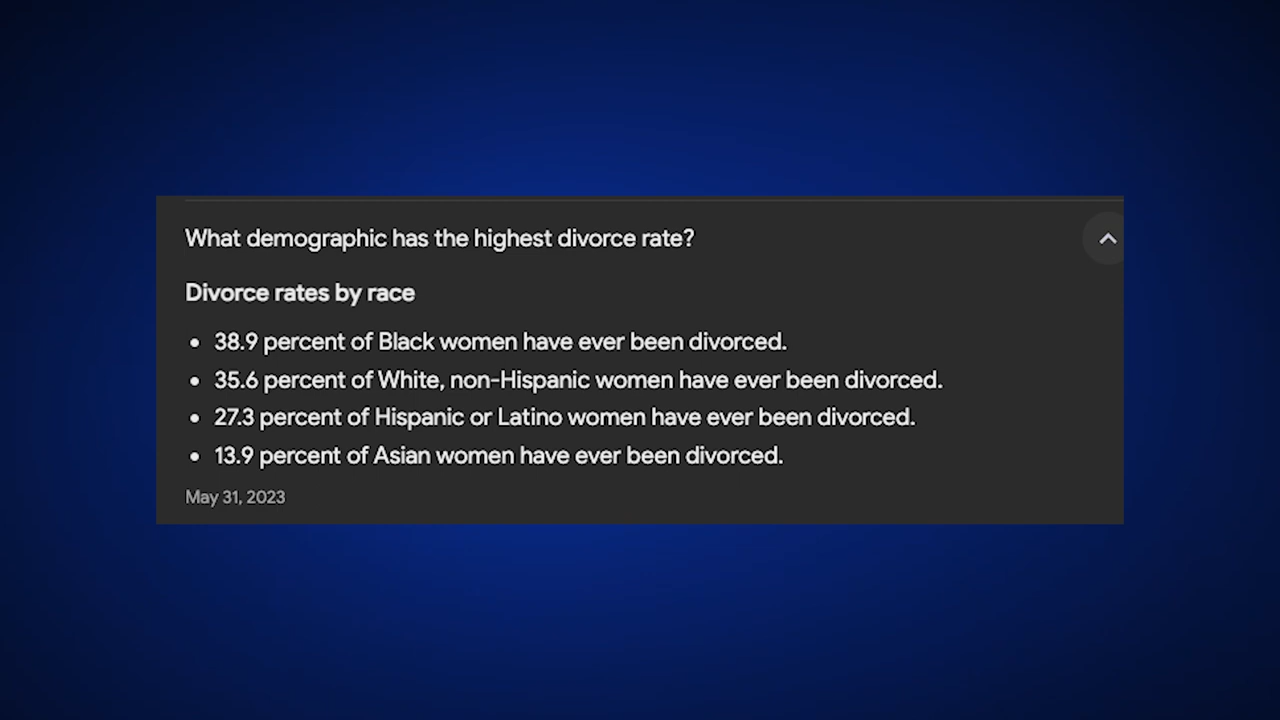 What demographic has the highest divorce rate?
Divorce rates by race
• 38.9 percent of Black women have ever been divorced.
• 35.6 percent of White, non-Hispanic women have ever been divorced.
• 27.3 percent of Hispanic or Latino women have ever been divorced.
• 13.9 percent of Asian women have ever been divorced.
May 31, 2023